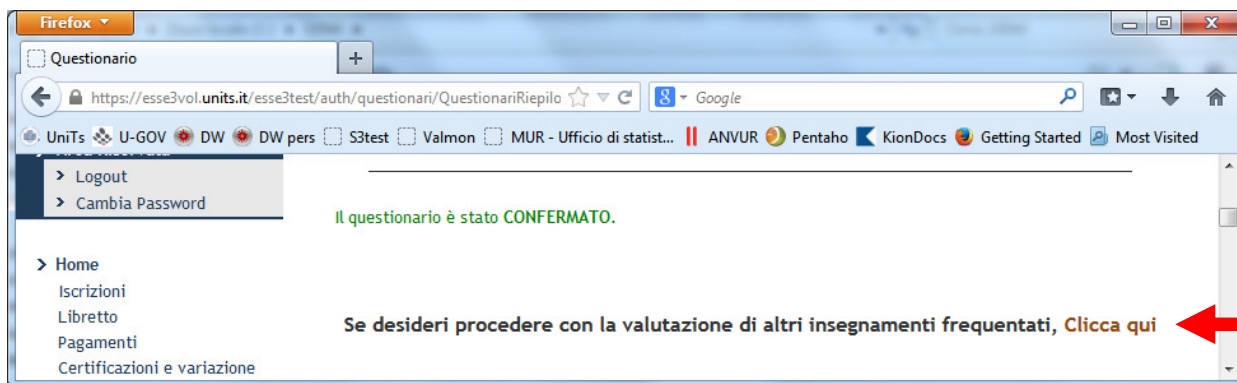 Firefox
Questionario
+
https://esse3vol.units.it/esse3test/auth/questionari/QuestionariRiepilo
Google
UniTs U-GOV DW DW pers S3test Valmon MUR - Ufficio di statist... ANVUR Pentaho KionDocs Getting Started Most Visited
> Logout
> Cambia Password
Il questionario è stato CONFERMATO.
> Home
Iscrizioni
Libretto
Se desideri procedere con la valutazione di altri insegnamenti frequentati, Clicca qui
Pagamenti
Certificazioni e variazione